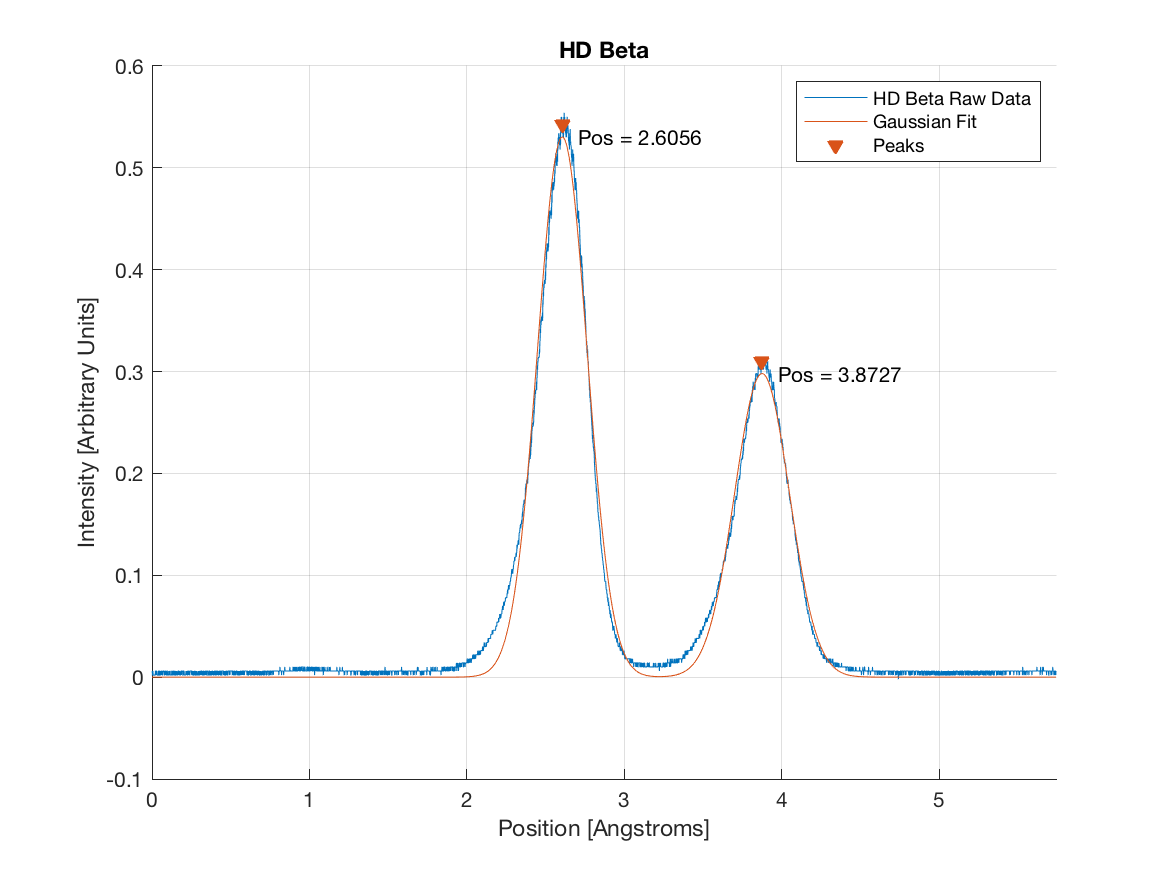 HD Beta
0.6
0.5
0.4
0.3
0.2
0.1
0
-0.1
Intensity [Arbitrary Units]
HD Beta Raw Data
Gaussian Fit
Peaks
Pos = 2.6056
Pos = 3.8727
0 1 2 3 4 5
Position [Angstroms]